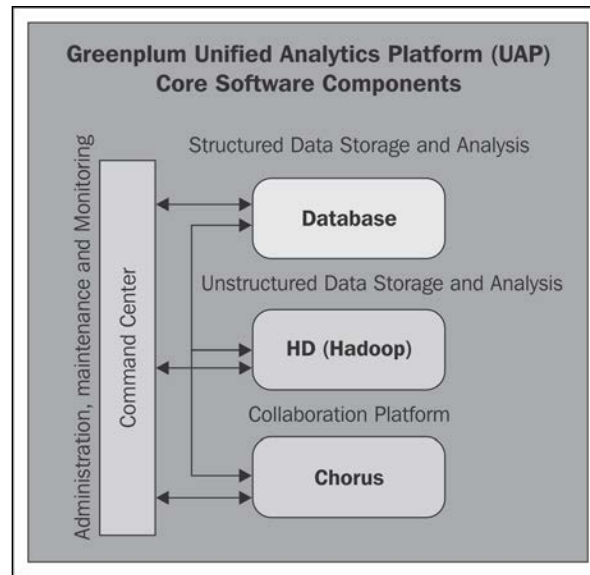 Greenplum Unified Analytics Platform (UAP)
Core Software Components
Administration, maintenance and Monitoring
Command Center
Structured Data Storage and Analysis
Database
Unstructured Data Storage and Analysis
HD (Hadoop)
Collaboration Platform
Chorus